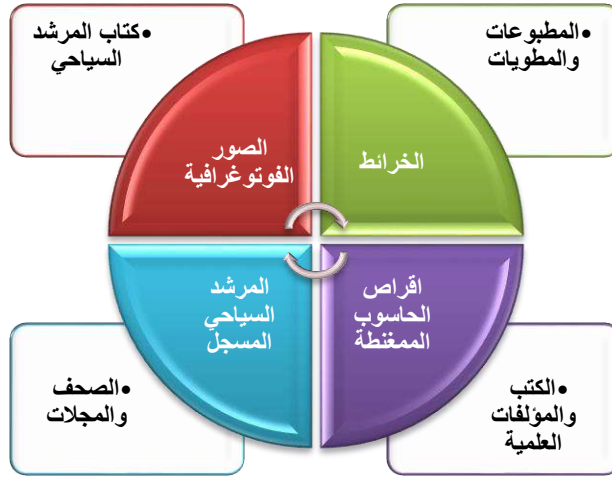 •المطبوعات
والمطويات
•كتاب المرشد
السياحي
الخرائط
الصور
الفوتوغرافية
اقراص
الحاسوب
الممغنطة
المرشد
السياحي
المسجل
•الكتب
والمؤلفات
العلمية
•الصحف
والمجلات